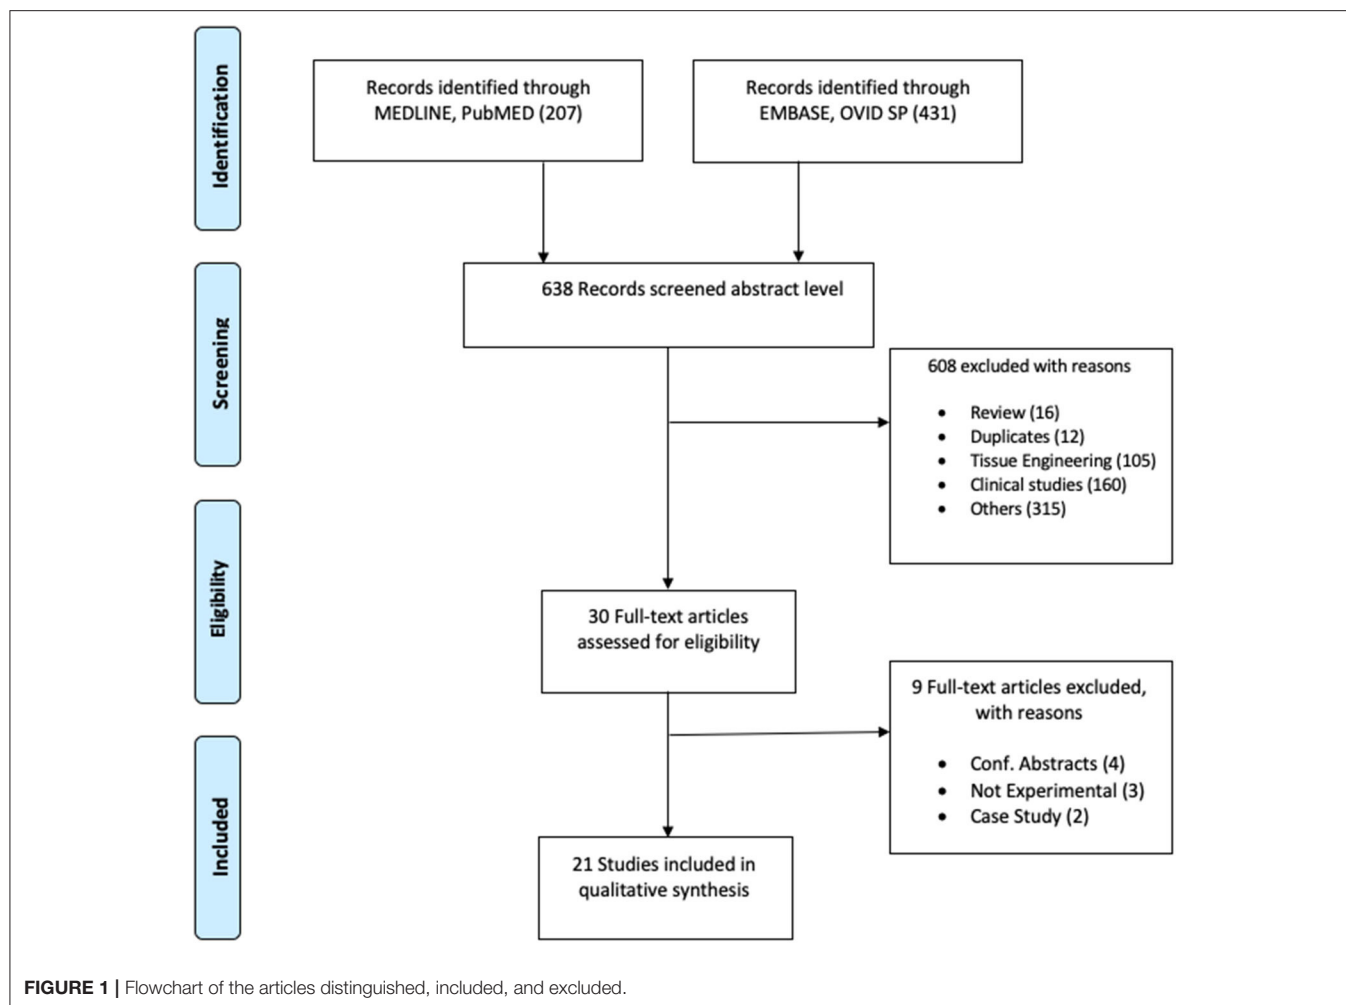 Identification
Records identified through
MEDLINE, PubMED (207)
Records identified through
EMBASE, OVID SP (431)
Screening
638 Records screened abstract level
608 excluded with reasons
• Review (16)
• Duplicates (12)
• Tissue Engineering (105)
• Clinical studies (160)
• Others (315)
Eligibility
30 Full-text articles
assessed for eligibility
9 Full-text articles excluded,
with reasons
• Conf. Abstracts (4)
• Not Experimental (3)
• Case Study (2)
Included
21 Studies included in
qualitative synthesis
FIGURE 1 | Flowchart of the articles distinguished, included, and excluded.